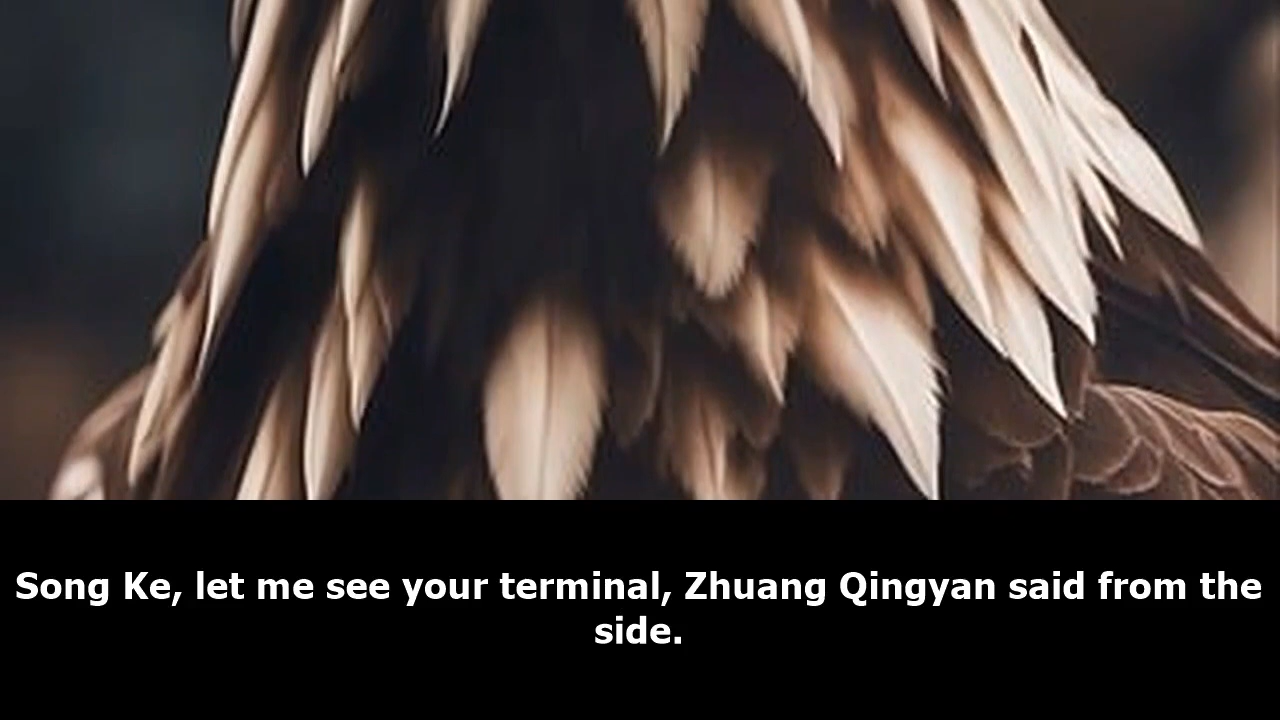 Song Ke, let me see your terminal, Zhuang Qingyan said from the
side.